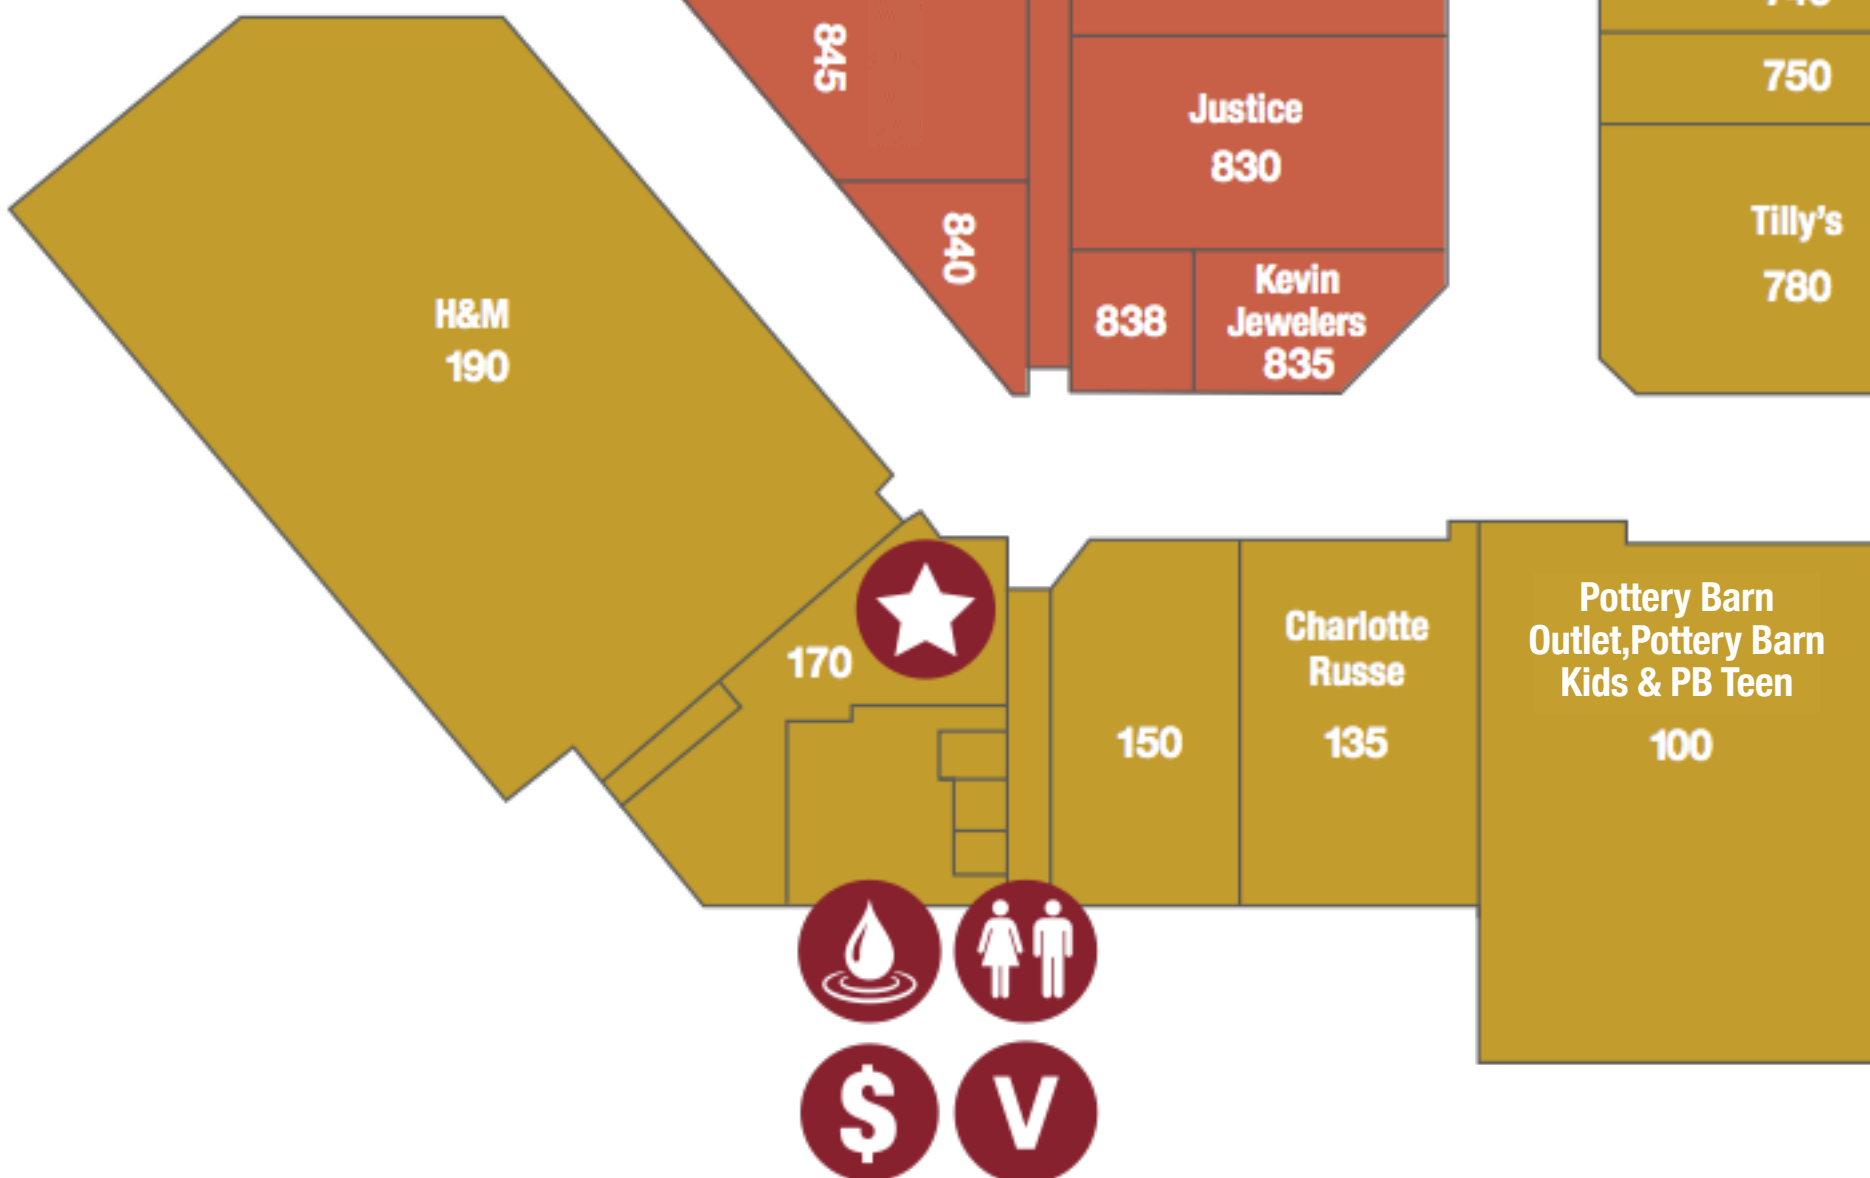 845
Justice
830
750
Tilly's
780
840
Kevin
Jewelers
835
838
H&M
190
170
150
Charlotte
Russe
135
Pottery Barn
Outlet,Pottery Barn
Kids & PB Teen
100
$
V